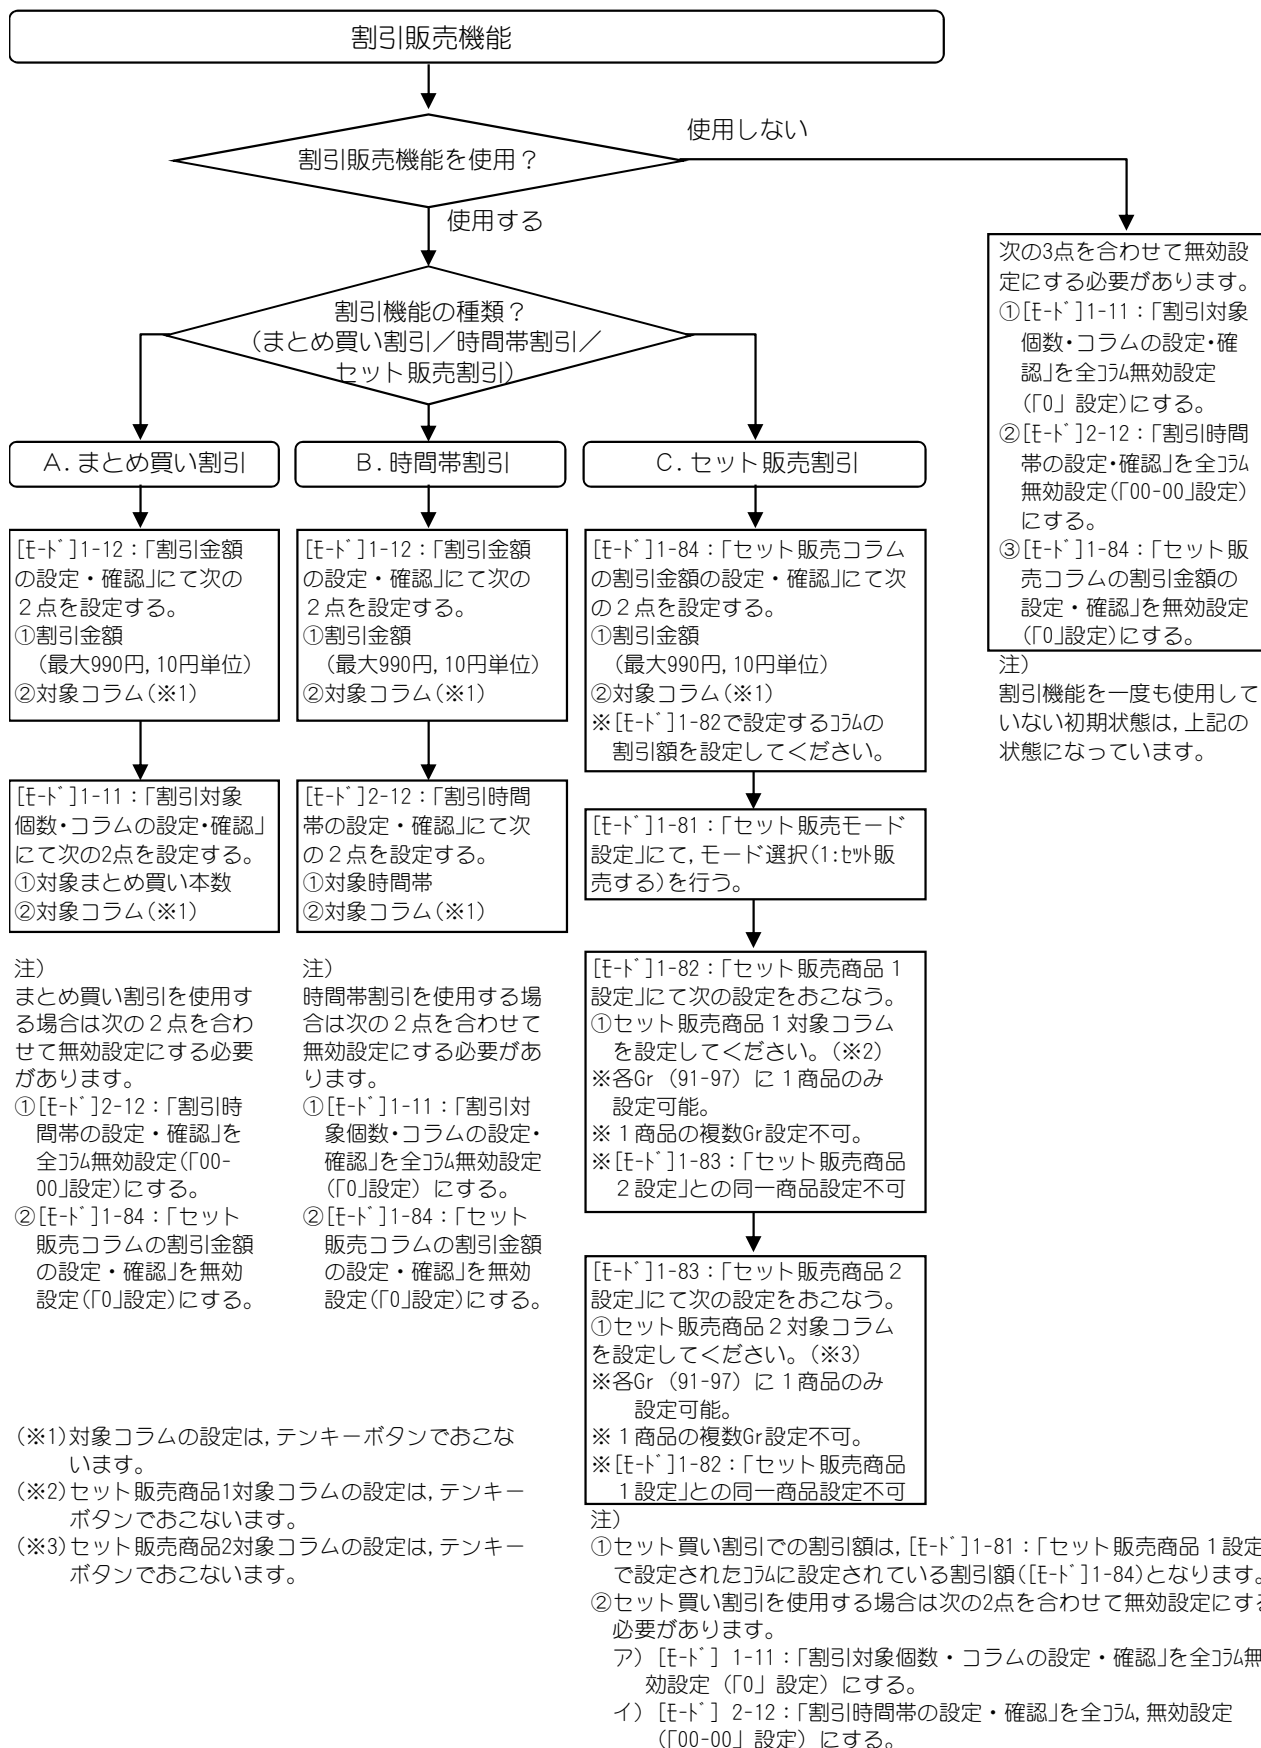 割引販売機能
割引販売機能を使用？
使用しない
使用する
割引機能の種類？
(まとめ買い割引／時間帯割引／
セット販売割引)
次の3点を合わせて無効設
定にする必要があります。
①[ﾓｰﾄﾞ]1-11：｢割引対象
個数･コラムの設定･確
認｣を全ｺﾗﾑ無効設定
(｢0｣ 設定)にする。
②[ﾓｰﾄﾞ]2-12：｢割引時間
帯の設定･確認｣を全ｺﾗﾑ
無効設定(｢00-00｣設定)
にする。
③[ﾓｰﾄﾞ]1-84：｢セット販
売コラムの割引金額の
設定・確認｣を無効設定
(｢0｣設定)にする。
注)
割引機能を一度も使用して
いない初期状態は,上記の
状態になっています。
Ａ.まとめ買い割引
[ﾓｰﾄﾞ]1-12：｢割引金額
の設定・確認｣にて次の
２点を設定する。
①割引金額
(最大990円,10円単位)
②対象コラム(※1)
[ﾓｰﾄﾞ]1-11：｢割引対象
個数･コラムの設定･確認｣
にて次の2点を設定する。
①対象まとめ買い本数
②対象コラム(※1)
注)
まとめ買い割引を使用す
る場合は次の２点を合わ
せて無効設定にする必要
があります。
①[ﾓｰﾄﾞ]2-12：｢割引時
間帯の設定・確認｣を
全ｺﾗﾑ無効設定(｢00-
00｣設定)にする。
②[ﾓｰﾄﾞ]1-84：｢セット
販売コラムの割引金額
の設定・確認｣を無効
設定(｢0｣設定)にする。
Ｂ.時間帯割引
[ﾓｰﾄﾞ]1-12：｢割引金額
の設定・確認｣にて次の
２点を設定する。
①割引金額
(最大990円,10円単位)
②対象コラム(※1)
[ﾓｰﾄﾞ]2-12：｢割引時間
帯の設定・確認｣にて次
の２点を設定する。
①対象時間帯
②対象コラム(※1)
注)
時間帯割引を使用する場
合は次の２点を合わせて
無効設定にする必要があ
ります。
①[ﾓｰﾄﾞ]1-11：｢割引対
象個数･コラムの設定･
確認｣を全ｺﾗﾑ無効設定
(｢0｣設定) にする。
②[ﾓｰﾄﾞ]1-84：｢セット
販売コラムの割引金額
の設定・確認｣を無効
設定(｢0｣設定)にする。
Ｃ.セット販売割引
[ﾓｰﾄﾞ]1-84：｢セット販売コラム
の割引金額の設定・確認｣にて次
の２点を設定する。
①割引金額
(最大990円,10円単位)
②対象コラム(※1)
※[ﾓｰﾄﾞ]1-82で設定するｺﾗﾑの
割引額を設定してください。
[ﾓｰﾄﾞ]1-81：｢セット販売モード
設定｣にて,モード選択(1:ｾｯﾄ販
売する)を行う。
[ﾓｰﾄﾞ]1-82：｢セット販売商品１
設定｣にて次の設定をおこなう。
①セット販売商品１対象コラム
を設定してください。(※2)
※各Gr (91-97) に１商品のみ
設定可能。
※１商品の複数Gr設定不可。
※[ﾓｰﾄﾞ]1-83：｢セット販売商品
２設定｣との同一商品設定不可
[ﾓｰﾄﾞ]1-83：｢セット販売商品２
設定｣にて次の設定をおこなう。
①セット販売商品２対象コラム
を設定してください。(※3)
※各Gr (91-97) に１商品のみ
設定可能。
※１商品の複数Gr設定不可。
※[ﾓｰﾄﾞ]1-82：｢セット販売商品
１設定｣との同一商品設定不可
注)
①セット買い割引での割引額は,[ﾓｰﾄﾞ]1-81：｢セット販売商品１設定
で設定されたｺﾗﾑに設定されている割引額([ﾓｰﾄﾞ]1-84)となります。
②セット買い割引を使用する場合は次の2点を合わせて無効設定にする
必要があります。
ア) [ﾓｰﾄﾞ] 1-11：｢割引対象個数・コラムの設定・確認｣を全ｺﾗﾑ無
効設定 (｢0｣ 設定) にする。
イ) [ﾓｰﾄﾞ] 2-12：｢割引時間帯の設定・確認｣を全ｺﾗﾑ,無効設定
(｢00-00｣ 設定) にする。
(※1)対象コラムの設定は,テンキーボタンでおこな
います。
(※2)セット販売商品1対象コラムの設定は,テンキー
ボタンでおこないます。
(※3)セット販売商品2対象コラムの設定は,テンキー
ボタンでおこないます。